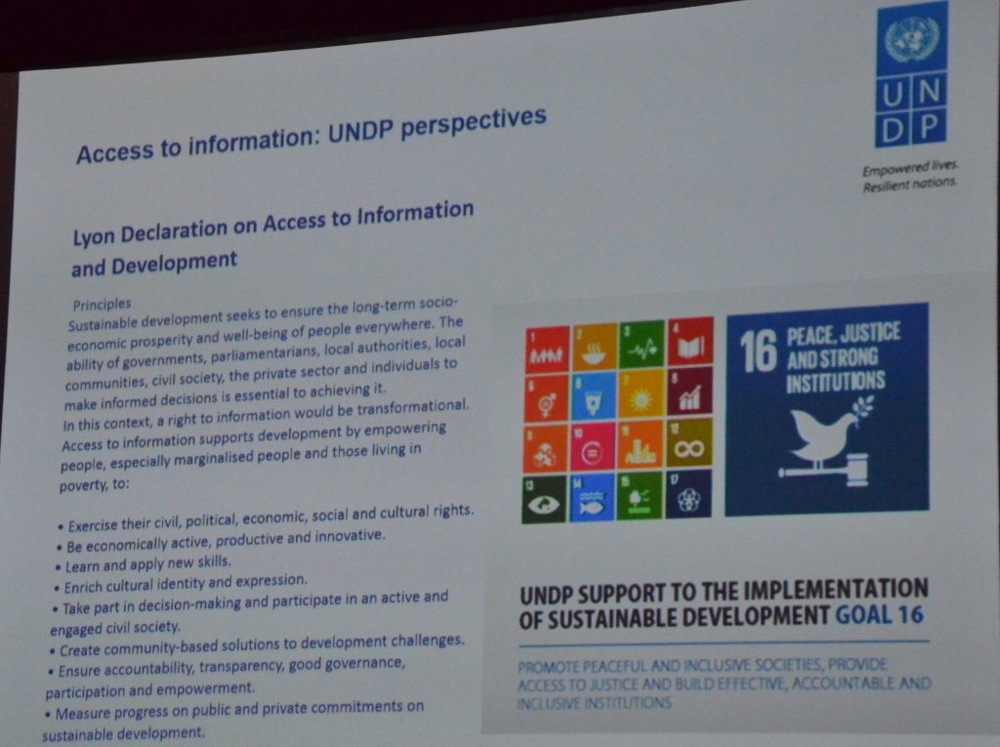 Access to information: UNDP perspectives
UN
DP
Empowered lives.
Resilient nations.
Lyon Declaration on Access to Information
and Development
Principles
Sustainable development seeks to ensure the long-term socio-
economic prosperity and well-being of people everywhere. The
ability of governments, parliamentarians, local authorities, local
communities, civil society, the private sector and individuals to
make informed decisions is essential to achieving it.
In this context, a right to information would be transformational.
Access to information supports development by empowering
people, especially marginalised people and those living in
poverty, to:
• Exercise their civil, political, economic, social and cultural rights.
• Be economically active, productive and innovative.
• Learn and apply new skills.
• Enrich cultural identity and expression.
• Take part in decision-making and participate in an active and
engaged civil society.
• Create community-based solutions to development challenges.
• Ensure accountability, transparency, good governance,
participation and empowerment.
• Measure progress on public and private commitments on
sustainable development.
1 2 3 4
5 6 7 8
9 10 11 12
13 14 15 17
16 PEACE, JUSTICE
AND STRONG
INSTITUTIONS
UNDP SUPPORT TO THE IMPLEMENTATION
OF SUSTAINABLE DEVELOPMENT GOAL 16
PROMOTE PEACEFUL AND INCLUSIVE SOCIETIES, PROVIDE
ACCESS TO JUSTICE AND BUILD EFFECTIVE, ACCOUNTABLE AND
INCLUSIVE INSTITUTIONS